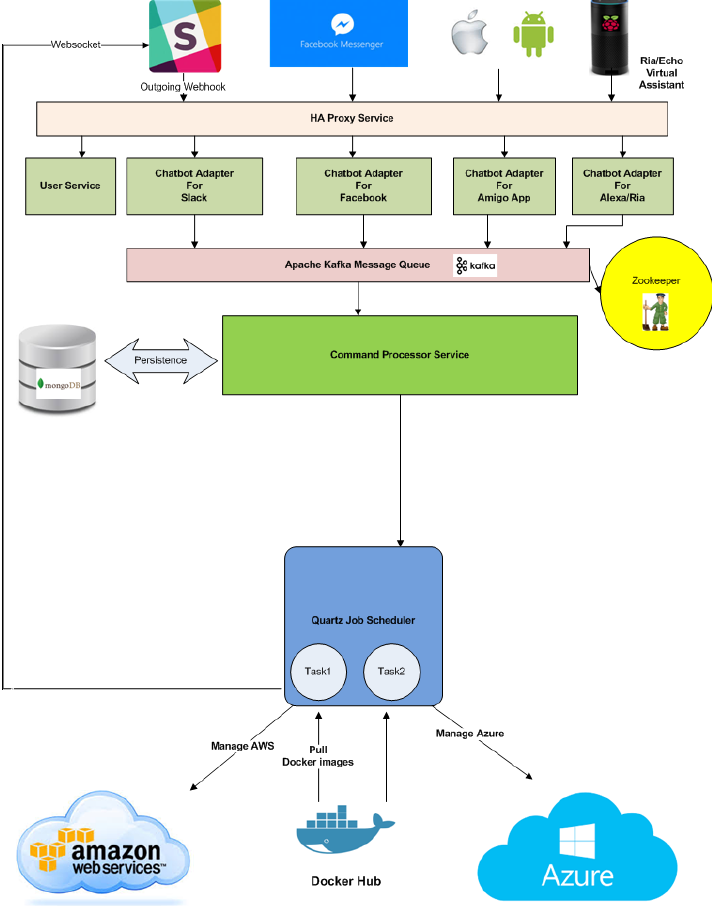 Websocket
Facebook Messenger
Outgoing Webhook
Ria/Echo
Virtual
Assistant
HA Proxy Service
User Service
Chatbot Adapter
For
Slack
Chatbot Adapter
For
Facebook
Chatbot Adapter
For
Amigo App
Chatbot Adapter
For
Alexa/Ria
Apache Kafka Message Queue
kafka
Zookeeper
Persistence
mongoDB
Command Processor Service
Quartz Job Scheduler
Task1
Task2
Manage AWS
Pull
Docker images
Manage Azure
amazon
web services™
Docker Hub
Azure